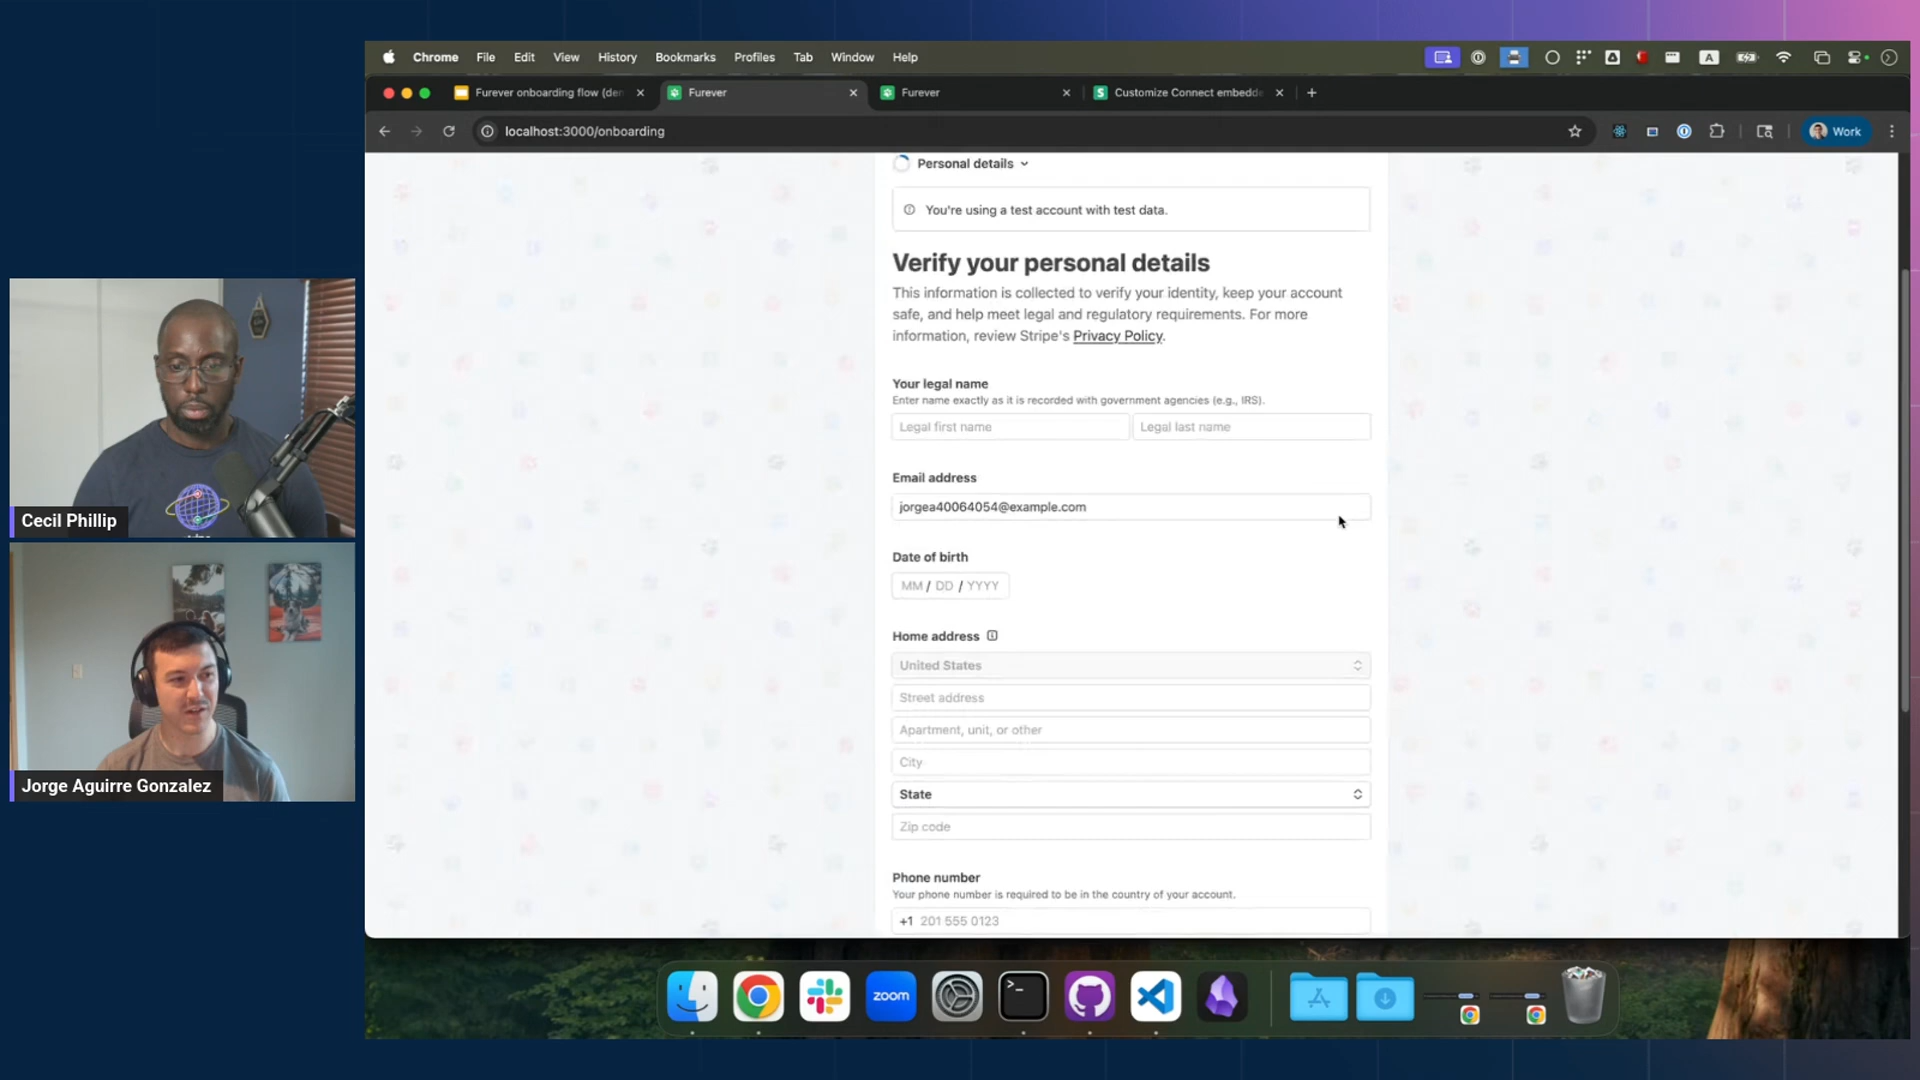 Chrome File Edit View History Bookmarks Profiles Tab Window Help
A
Furever onboarding flow (den
Furever
Furever
Customize Connect embedde
localhost:3000/onboarding
Work
Personal details
You're using a test account with test data.
Verify your personal details
This information is collected to verify your identity, keep your account
safe, and help meet legal and regulatory requirements. For more
information, review Stripe's Privacy Policy.
Your legal name
Enter name exactly as it is recorded with government agencies (e.g., IRS).
Legal first name
Legal last name
Email address
jorgea40064054@example.com
Date of birth
MM / DD / YYYY
Home address
United States
Street address
Apartment, unit, or other
City
State
Zip code
Phone number
Your phone number is required to be in the country of your account.
+1 201 555 0123
Cecil Phillip
Jorge Aguirre Gonzalez
zoom